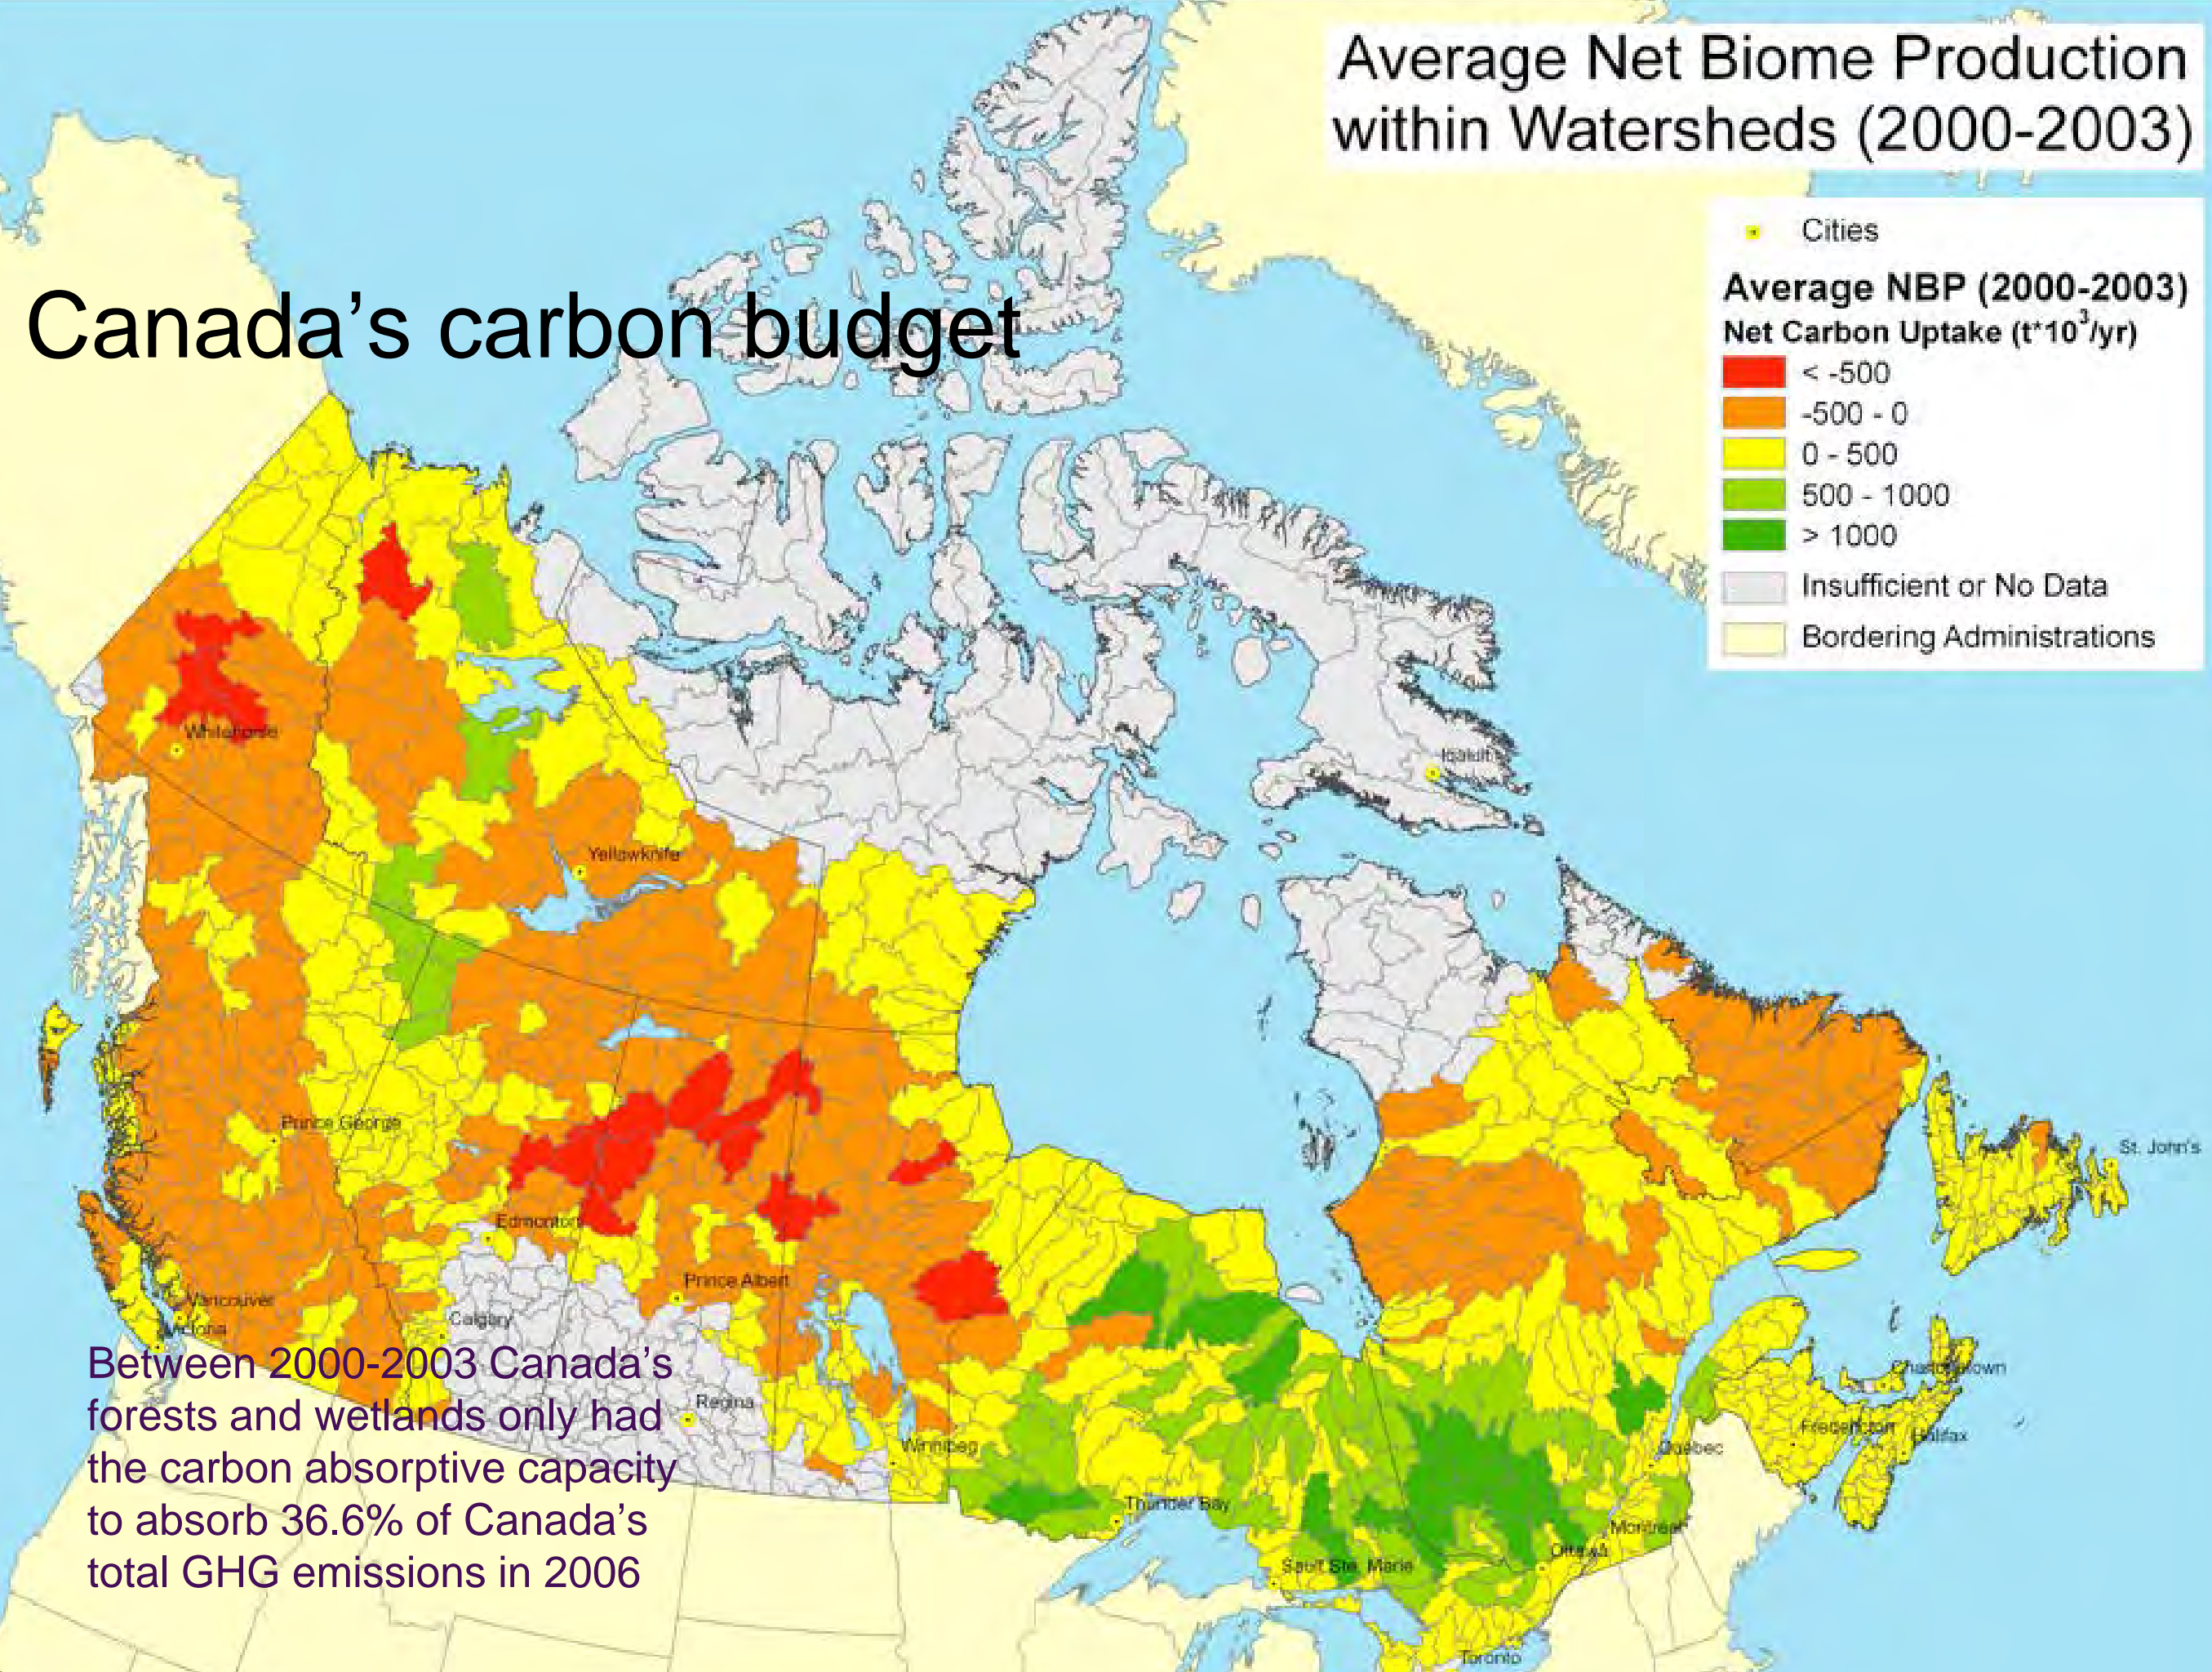 Average Net Biome Production
within Watersheds (2000-2003)
Cities
Average NBP (2000-2003)
Net Carbon Uptake (t*10³/yr)
< -500
-500 - 0
0 - 500
500 - 1000
> 1000
Insufficient or No Data
Bordering Administrations
Canada’s carbon budget
Whitehorse
Iqaluit
Yellowknife
Prince George
St. John's
Edmonton
Prince Albert
Vancouver
Calgary
Victoria
Charlottetown
Regina
Fredericton
Halifax
Winnipeg
Quebec
Thunder Bay
Montreal
Ottawa
Sault Ste. Marie
Toronto
Between 2000-2003 Canada’s
forests and wetlands only had
the carbon absorptive capacity
to absorb 36.6% of Canada’s
total GHG emissions in 2006